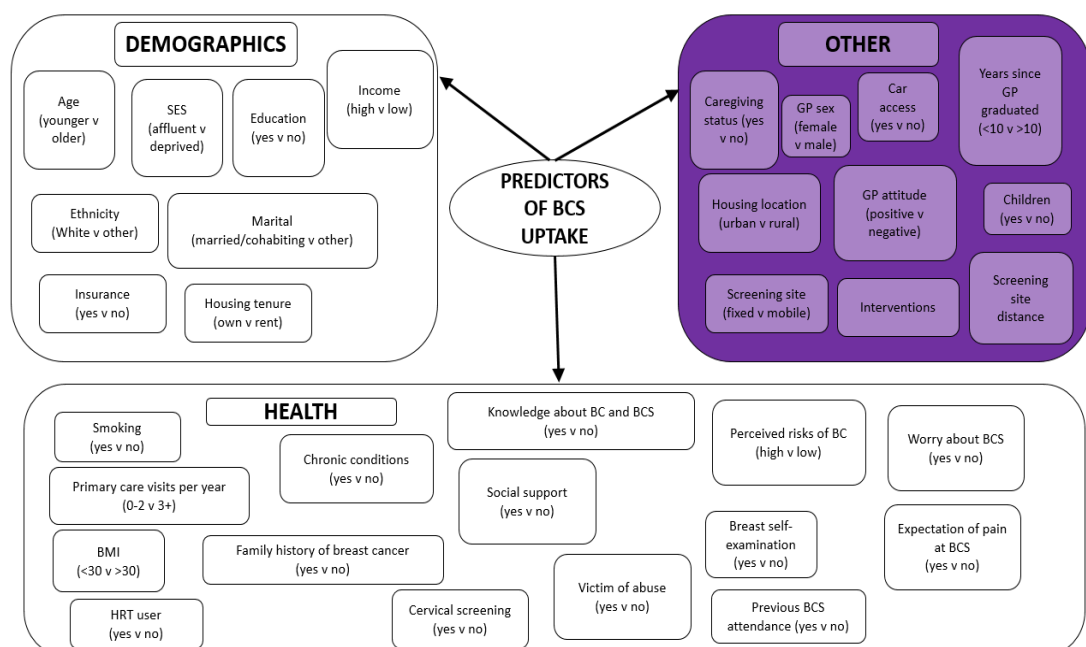 DEMOGRAPHICS
Age
(younger v
older)
SES
(affluent v
deprived)
Education
(yes v no)
Income
(high v low)
Ethnicity
(White v other)
Marital
(married/cohabiting v other)
Insurance
(yes v no)
Housing tenure
(own v rent)
PREDICTORS
OF BCS
UPTAKE
OTHER
Caregiving
status (yes
v no)
GP sex
(female
v male)
Car
access
(yes v no)
Years since
GP
graduated
(<10 v >10)
Housing location
(urban v rural)
GP attitude
(positive v
negative)
Children
(yes v no)
Screening site
(fixed v mobile)
Interventions
Screening
site
distance
HEALTH
Smoking
(yes v no)
Chronic conditions
(yes v no)
Knowledge about BC and BCS
(yes v no)
Perceived risks of BC
(high v low)
Worry about BCS
(yes v no)
Primary care visits per year
(0-2 v 3+)
Social support
(yes v no)
BMI
(<30 v >30)
Family history of breast cancer
(yes v no)
Breast self-
examination
(yes v no)
Expectation of pain
at BCS
(yes v no)
HRT user
(yes v no)
Cervical screening
(yes v no)
Victim of abuse
(yes v no)
Previous BCS
attendance (yes v no)